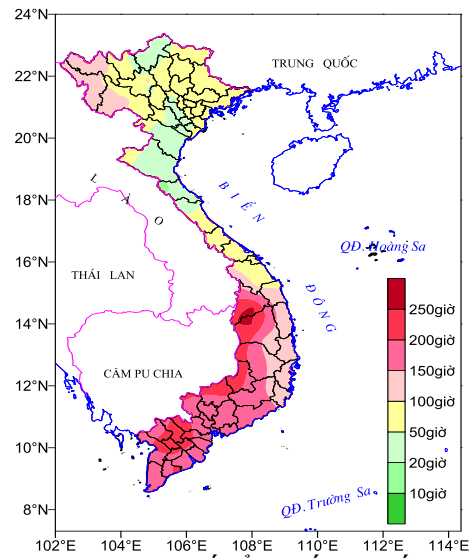 24°N
22°N
20°N
18°N
16°N
14°N
12°N
10°N
8°N
TRUNG QUỐC
LÀO
BIỂN
QĐ. Hoàng Sa
THÁI LAN
ĐÔNG
CĂM PU CHIA
250giờ
200giờ
150giờ
100giờ
50giờ
20giờ
10giờ
QĐ. Trường Sa
102°E 104°E 106°E 108°E 110°E 112°E 114°E